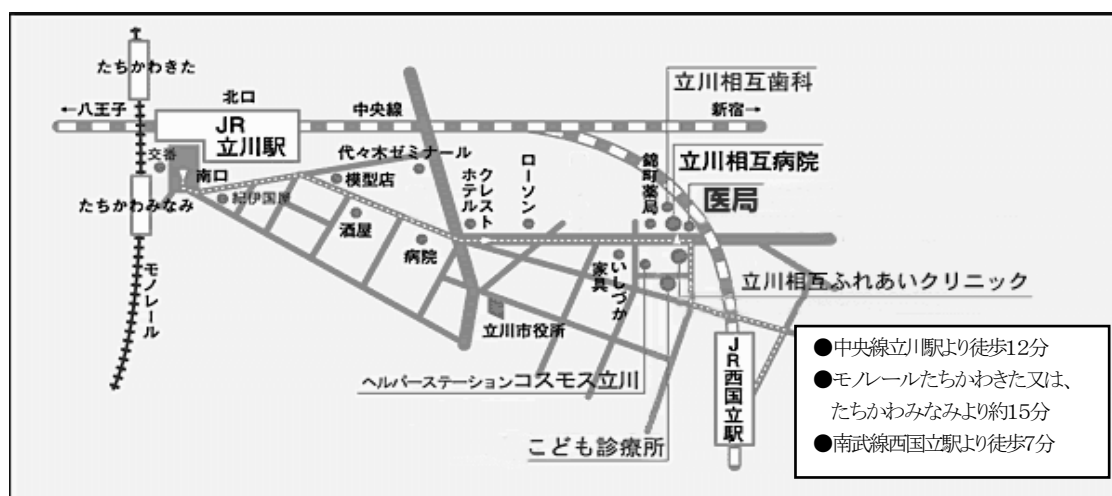 たちかわきた
←八王子
北口
中央線
新宿→
立川相互歯科
JR
立川駅
交番
南口
代々木ゼミナール
模型店
紀伊国屋
たちかわみなみ
酒屋
病院
クレスト
ホテル
ローソン
錦町薬局
立川相互病院
医局
モノレール
いしづか
家具
立川相互ふれあいクリニック
立川市役所
ヘルパーステーションコスモス立川
こども診療所
JR西国立駅
●中央線立川駅より徒歩12分
●モノレールたちかわきた又は、
たちかわみなみより約15分
●南武線西国立駅より徒歩7分